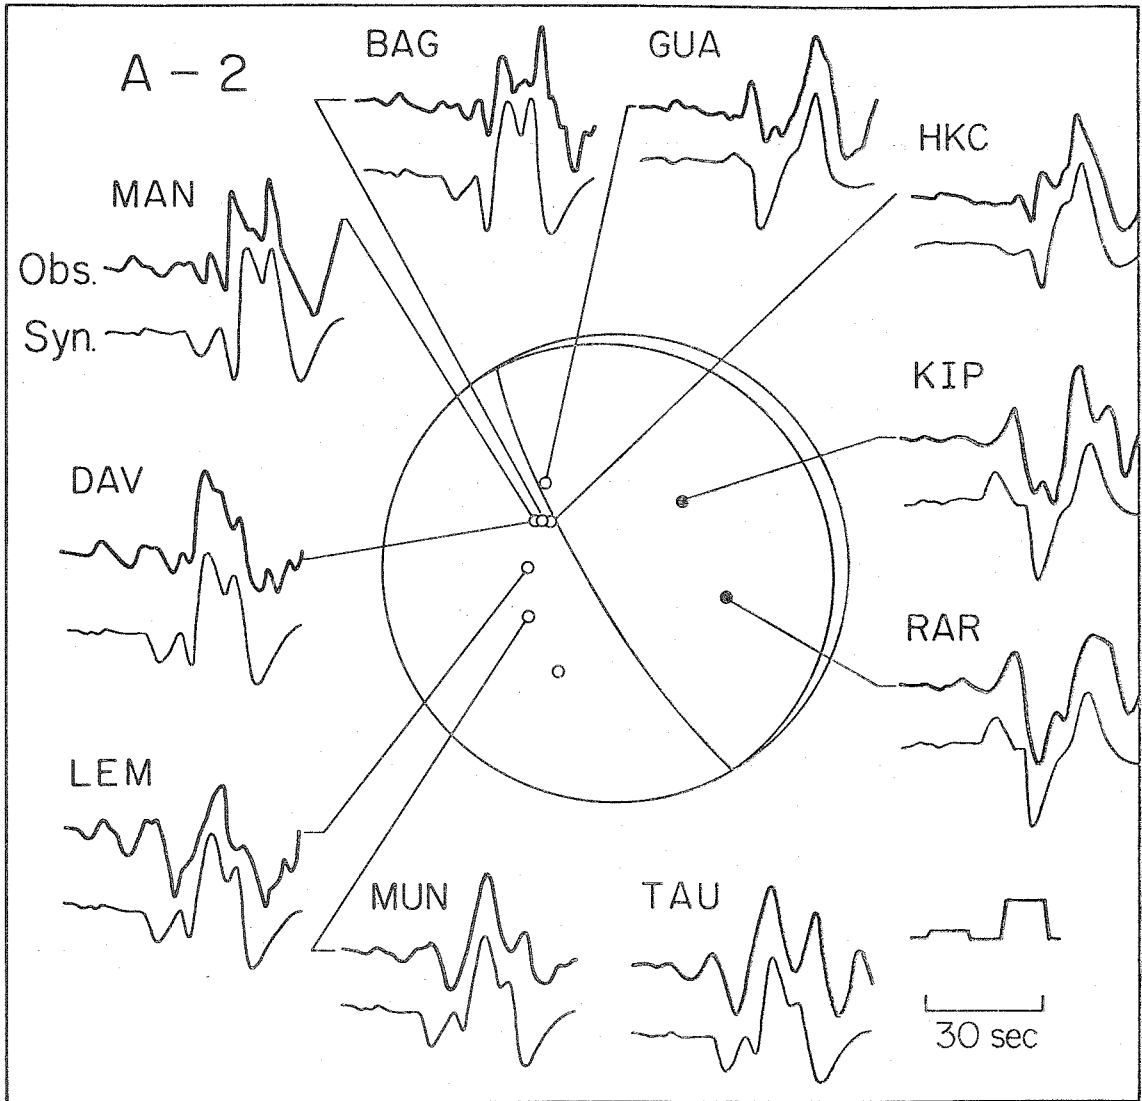 A - 2
BAG
GUA
HKC
MAN
Obs.
Syn.
KIP
DAV
RAR
LEM
MUN
TAU
30 sec